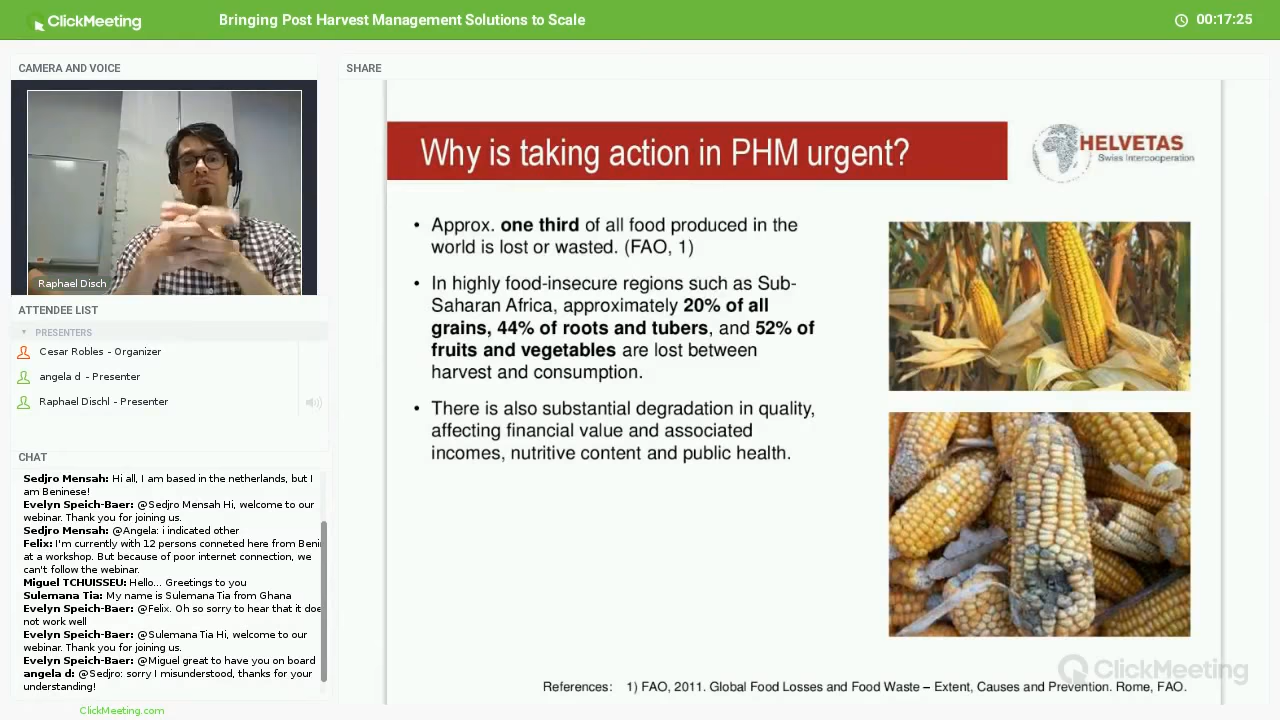 ClickMeeting
Bringing Post Harvest Management Solutions to Scale
00:17:25
CAMERA AND VOICE
Raphael Disch
ATTENDEE LIST
PRESENTERS
Cesar Robles - Organizer
angela d - Presenter
Raphael Dischl - Presenter
CHAT
Sedjro Mensah: Hi all, I am based in the netherlands, but I
am Beninese!
Evelyn Speich-Baer: @Sedjro Mensah Hi, welcome to our
webinar. Thank you for joining us.
Sedjro Mensah: @Angela: i indicated other
Felix: I'm currently with 12 persons conneted here from Beni
at a workshop. But because of poor internet connection, we
can't follow the webinar.
Miguel TCHUISSEU: Hello... Greetings to you
Sulemana Tia: My name is Sulemana Tia from Ghana
Evelyn Speich-Baer: @Felix. Oh so sorry to hear that it doe
not work well
Evelyn Speich-Baer: @Sulemana Tia Hi, welcome to our
webinar. Thank you for joining us.
Evelyn Speich-Baer: @Miguel great to have you on board
angela d: @Sedjro: sorry I misunderstood, thanks for your
understanding!
ClickMeeting.com
SHARE
Why is taking action in PHM urgent?
HELVETAS
Swiss Intercooperation
• Approx. one third of all food produced in the
world is lost or wasted. (FAO, 1)
• In highly food-insecure regions such as Sub-
Saharan Africa, approximately 20% of all
grains, 44% of roots and tubers, and 52% of
fruits and vegetables are lost between
harvest and consumption.
• There is also substantial degradation in quality,
affecting financial value and associated
incomes, nutritive content and public health.
ClickMeeting
References: 1) FAO, 2011. Global Food Losses and Food Waste – Extent, Causes and Prevention. Rome, FAO.